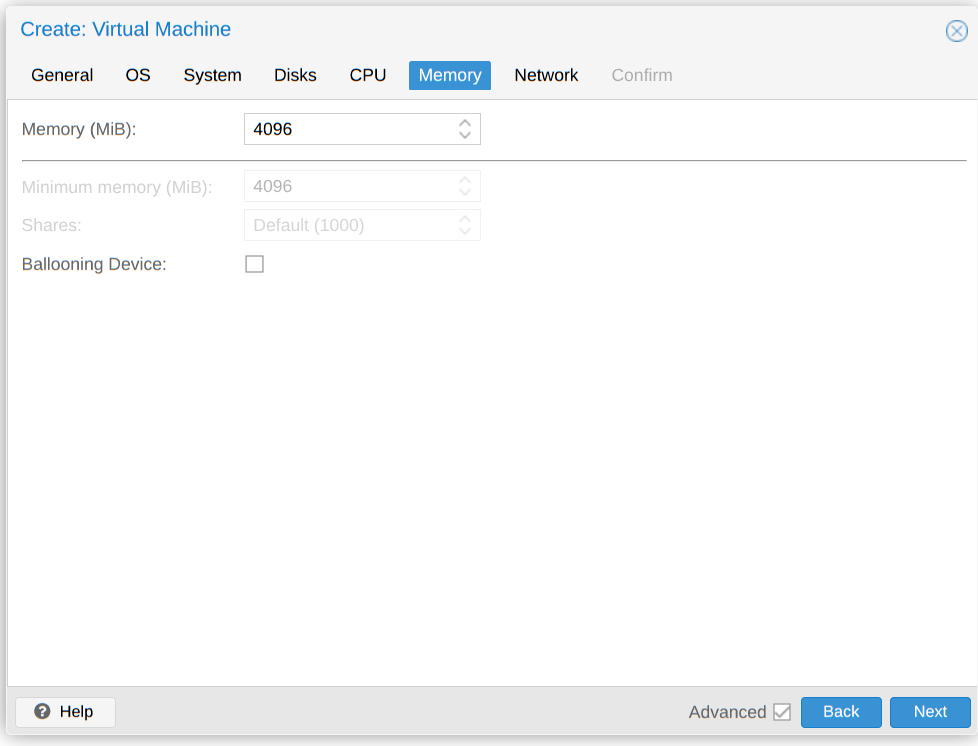 Create: Virtual Machine
General OS System Disks CPU Memory Network Confirm
Memory (MiB): 4096
Minimum memory (MiB): 4096
Shares: Default (1000)
Ballooning Device:
Help Advanced Back Next